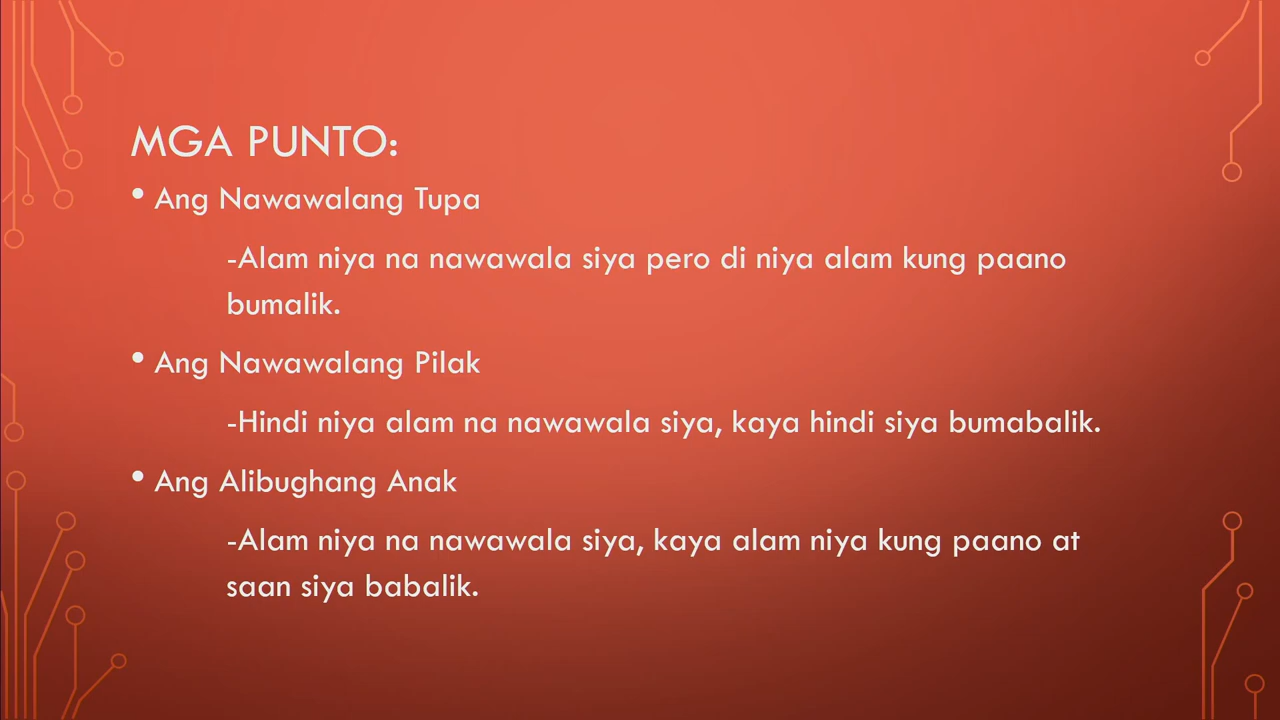 MGA PUNTO:
• Ang Nawawalang Tupa
-Alam niya na nawawala siya pero di niya alam kung paano
bumalik.
• Ang Nawawalang Pilak
-Hindi niya alam na nawawala siya, kaya hindi siya bumabalik.
• Ang Alibughang Anak
-Alam niya na nawawala siya, kaya alam niya kung paano at
saan siya babalik.